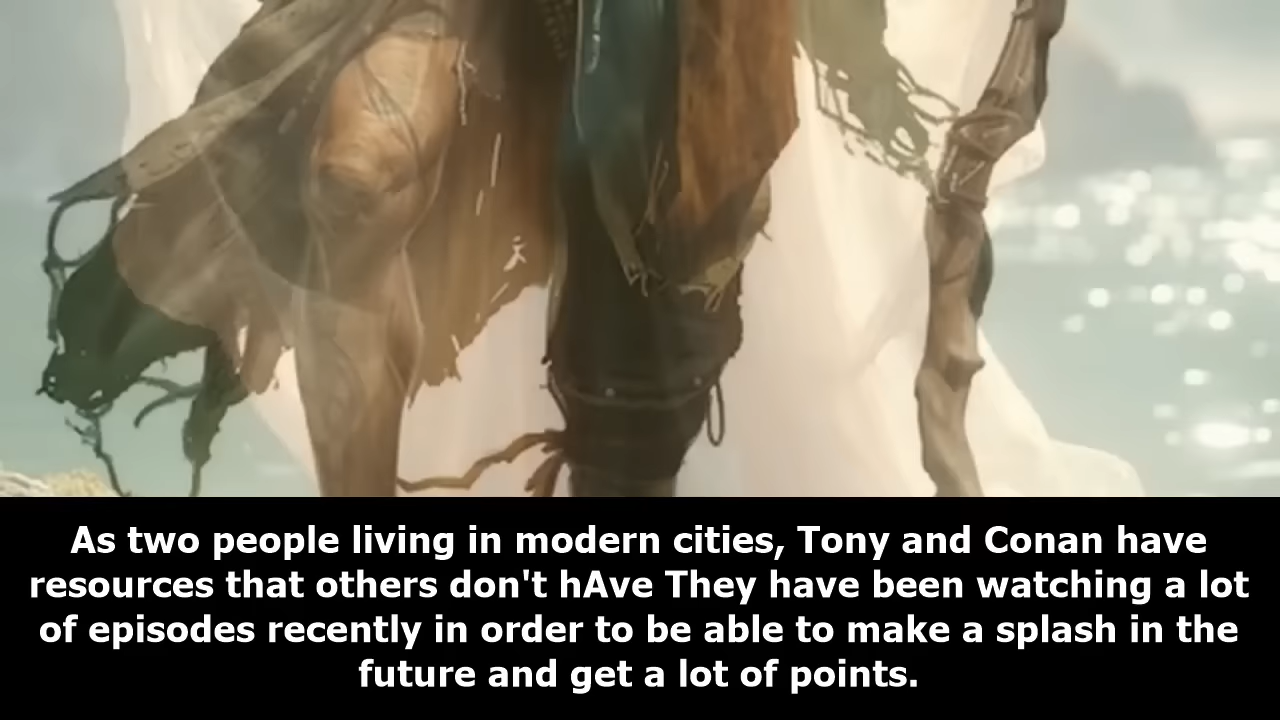 As two people living in modern cities, Tony and Conan have
resources that others don't hAve They have been watching a lot
of episodes recently in order to be able to make a splash in the
future and get a lot of points.